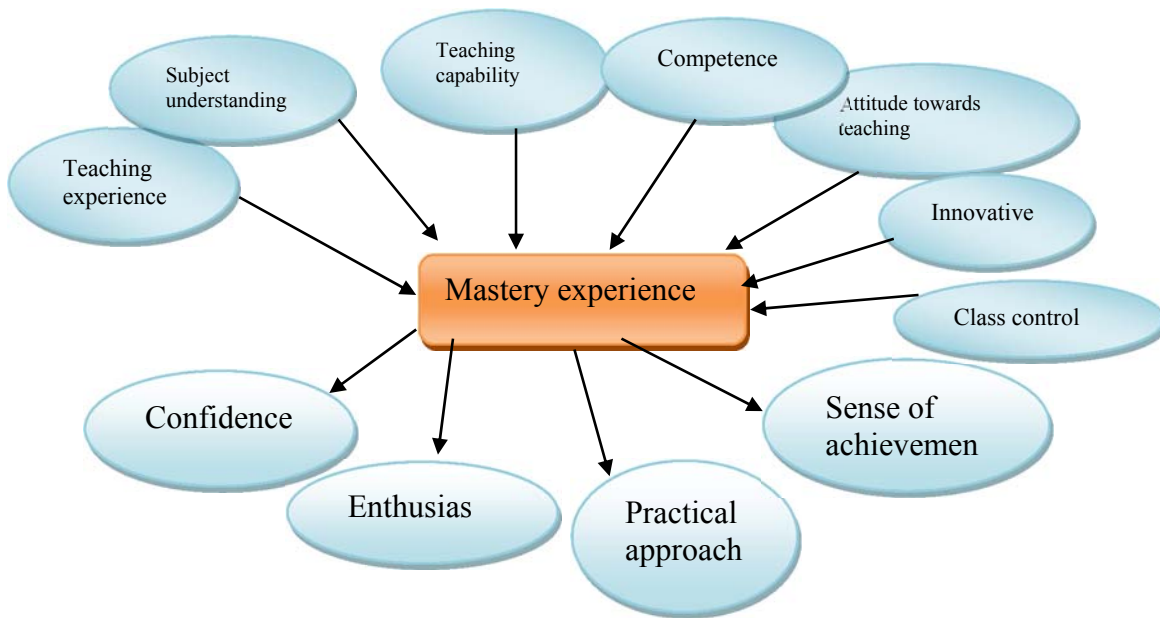 Teaching
capability
Competence
Subject
understanding
Attitude towards
teaching
Teaching
experience
Innovative
Mastery experience
Class control
Confidence
Sense of
achievemen
Enthusias
Practical
approach